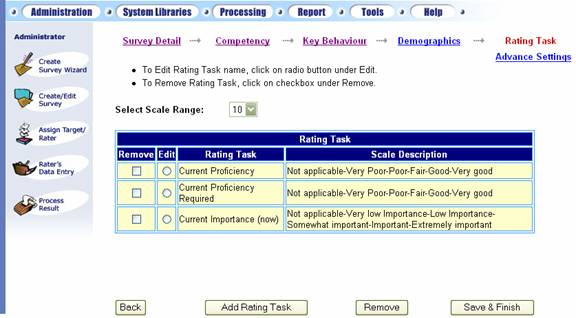 Administration System Libraries Processing Report Tools Help
Administrator
Create
Survey Wizard
Create/Edit
Survey
Assign Target/
Rater
Rater's
Data Entry
Process
Result
Survey Detail → Competency → Key Behaviour → Demographics → Rating Task
Advance Settings
• To Edit Rating Task name, click on radio button under Edit.
• To Remove Rating Task, click on checkbox under Remove.
Select Scale Range: 10
Rating Task
Remove Edit Rating Task Scale Description
Current Proficiency Not applicable-Very Poor-Poor-Fair-Good-Very good
Current Proficiency
Required Not applicable-Very Poor-Poor-Fair-Good-Very good
Current Importance (now) Not applicable-Very low Importance-Low Importance-
Somewhat important-Important-Extremely important
Back Add Rating Task Remove Save & Finish